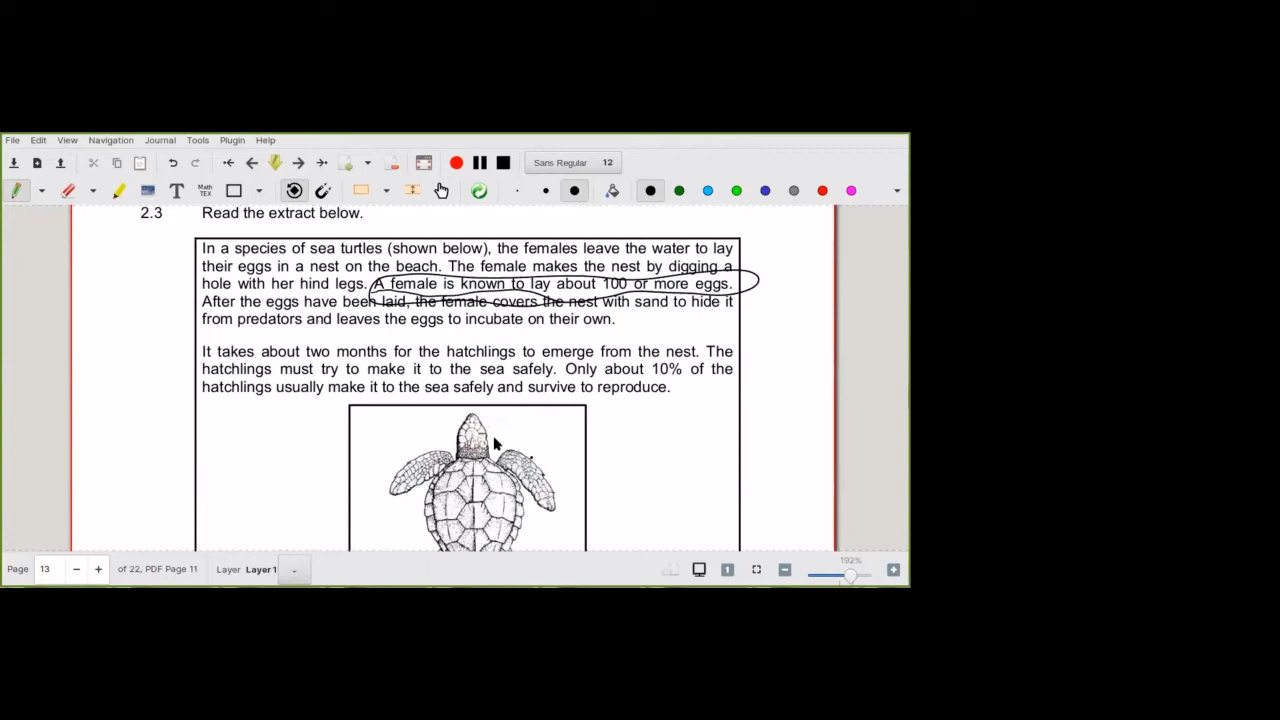 File Edit View Navigation Journal Tools Plugin Help
Sans Regular 12
T Math TEX
2.3 Read the extract below.
In a species of sea turtles (shown below), the females leave the water to lay
their eggs in a nest on the beach. The female makes the nest by digging a
hole with her hind legs. A female is known to lay about 100 or more eggs.
After the eggs have been laid, the female covers the nest with sand to hide it
from predators and leaves the eggs to incubate on their own.
It takes about two months for the hatchlings to emerge from the nest. The
hatchlings must try to make it to the sea safely. Only about 10% of the
hatchlings usually make it to the sea safely and survive to reproduce.
192%
Page 13 of 22, PDF Page 11 Layer Layer 1 1